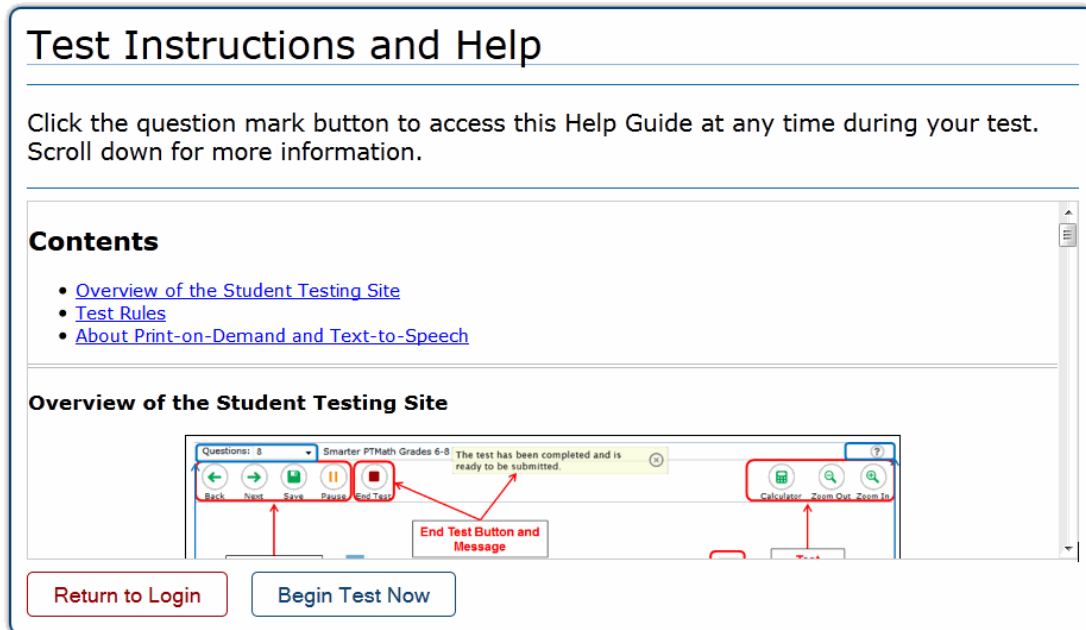 Test Instructions and Help
Click the question mark button to access this Help Guide at any time during your test.
Scroll down for more information.
Contents
Overview of the Student Testing Site
Test Rules
About Print-on-Demand and Text-to-Speech
Overview of the Student Testing Site
Questions: 8 Smarter PTMath Grades 6-8 The test has been completed and is
ready to be submitted.
?
Back Next Save Pause End Test Calculator Zoom Out Zoom In
End Test Button and
Message
Test
Return to Login Begin Test Now